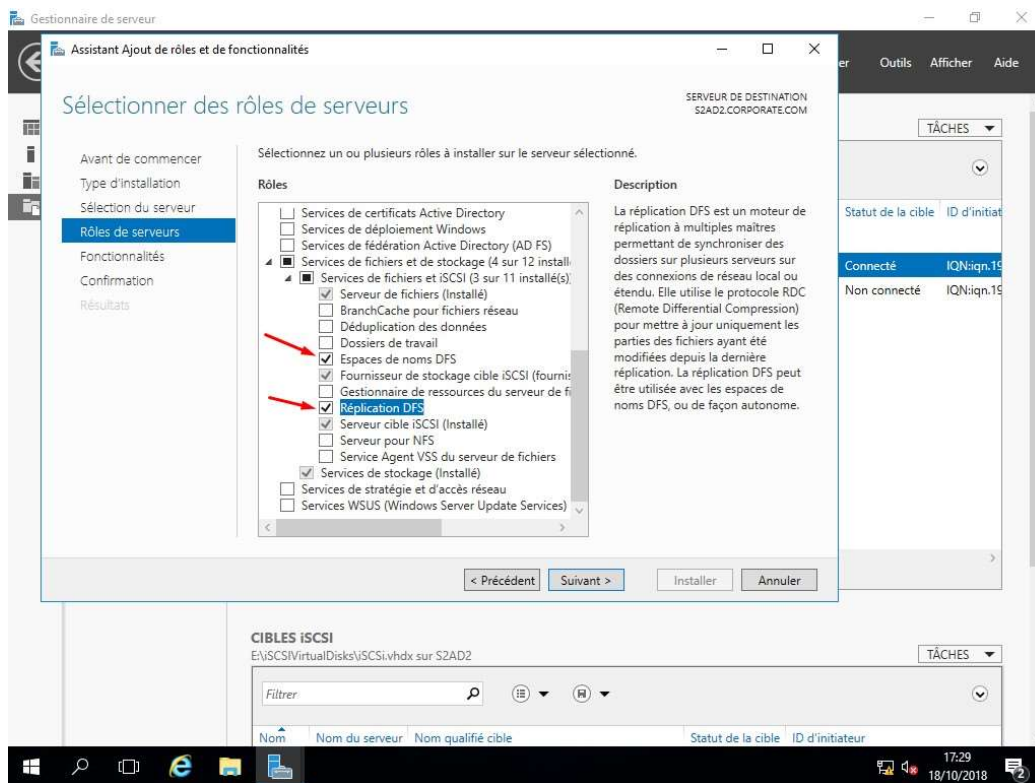 Gestionnaire de serveur
Assistant Ajout de rôles et de fonctionnalités
er Outils Afficher Aide
Sélectionner des rôles de serveurs
SERVEUR DE DESTINATION
S2AD2.CORPORATE.COM
TÂCHES
Avant de commencer
Type d'installation
Sélection du serveur
Rôles de serveurs
Fonctionnalités
Confirmation
Résultats
Sélectionnez un ou plusieurs rôles à installer sur le serveur sélectionné.
Rôles
Services de certificats Active Directory
Services de déploiement Windows
Services de fédération Active Directory (AD FS)
Services de fichiers et de stockage (4 sur 12 install
Services de fichiers et iSCSI (3 sur 11 installé(s)
Serveur de fichiers (Installé)
BranchCache pour fichiers réseau
Déduplication des données
Dossiers de travail
Espaces de noms DFS
Fournisseur de stockage cible iSCSI (fournis
Gestionnaire de ressources du serveur de fi
Réplication DFS
Serveur cible iSCSI (Installé)
Serveur pour NFS
Service Agent VSS du serveur de fichiers
Services de stockage (Installé)
Services de stratégie et d'accès réseau
Services WSUS (Windows Server Update Services)
Description
La réplication DFS est un moteur de
réplication à multiples maîtres
permettant de synchroniser des
dossiers sur plusieurs serveurs sur
des connexions de réseau local ou
étendu. Elle utilise le protocole RDC
(Remote Differential Compression)
pour mettre à jour uniquement les
parties des fichiers ayant été
modifiées depuis la dernière
réplication. La réplication DFS peut
être utilisée avec les espaces de
noms DFS, ou de façon autonome.
Statut de la cible ID d'initiat
Connecté IQN:iqn.19
Non connecté IQN:iqn.19
< Précédent Suivant > Installer Annuler
CIBLES iSCSI
E:\iSCSIVirtualDisks\iSCSi.vhdx sur S2AD2
TÂCHES
Filtrer
Nom Nom du serveur Nom qualifié cible Statut de la cible ID d'initiateur
17:29
18/10/2018
2